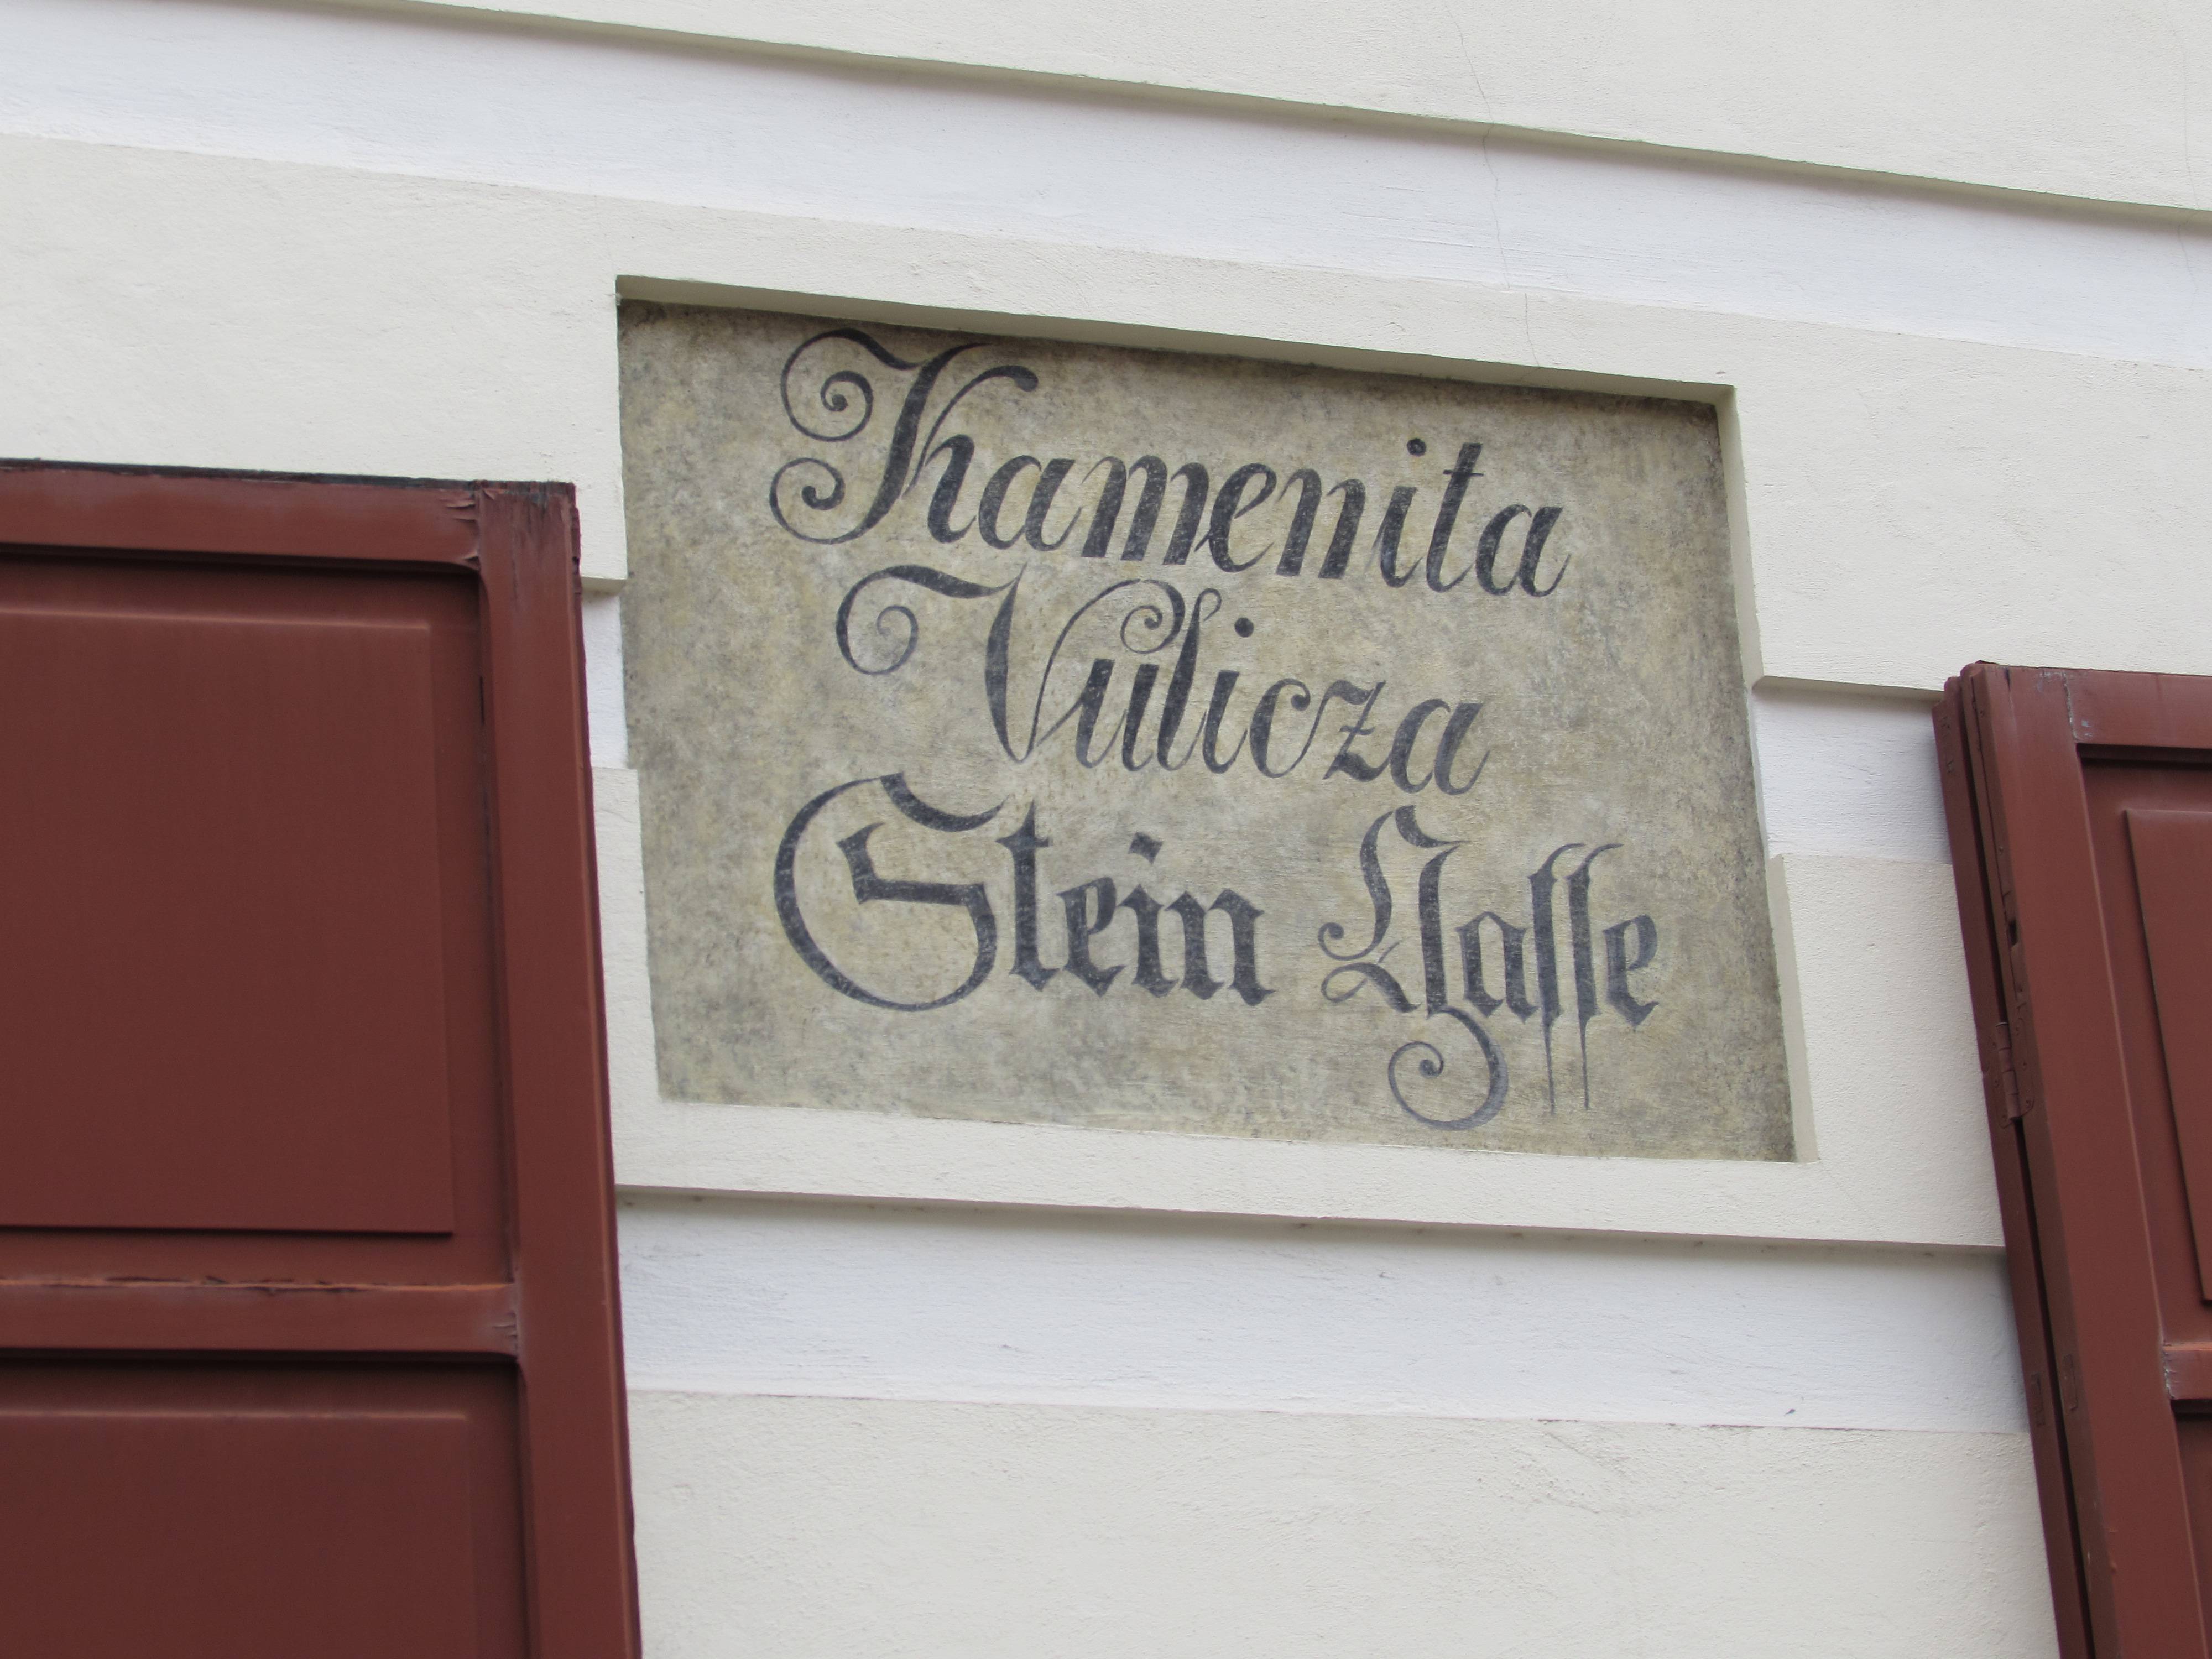 Kamenita
Vulicza
Stein Gasse